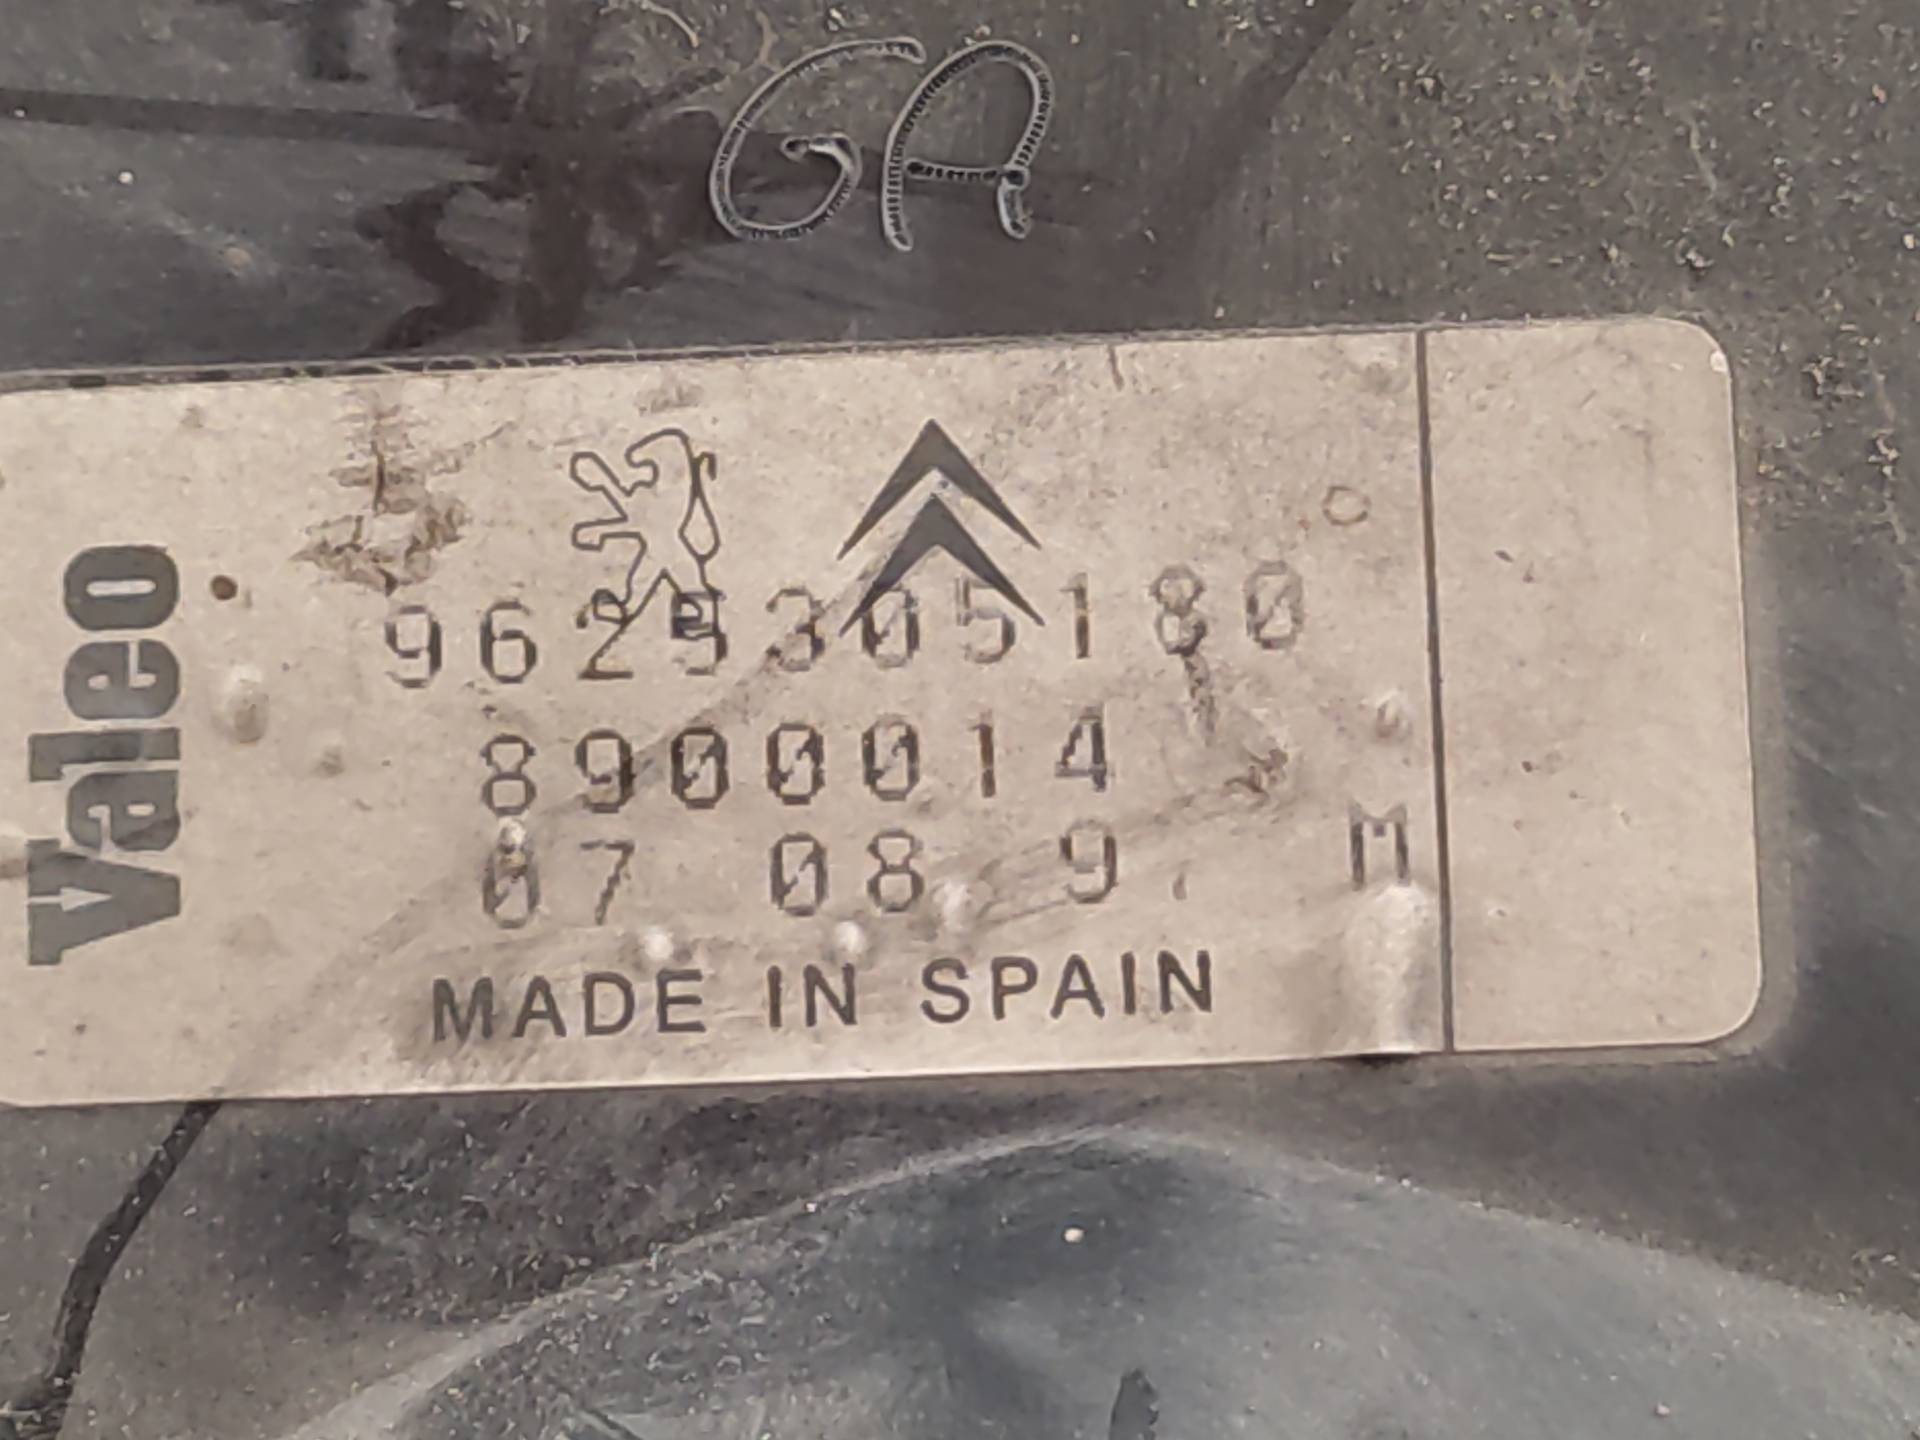 GA
Valeo
9625305180
8900014
07 08 9. M
MADE IN SPAIN